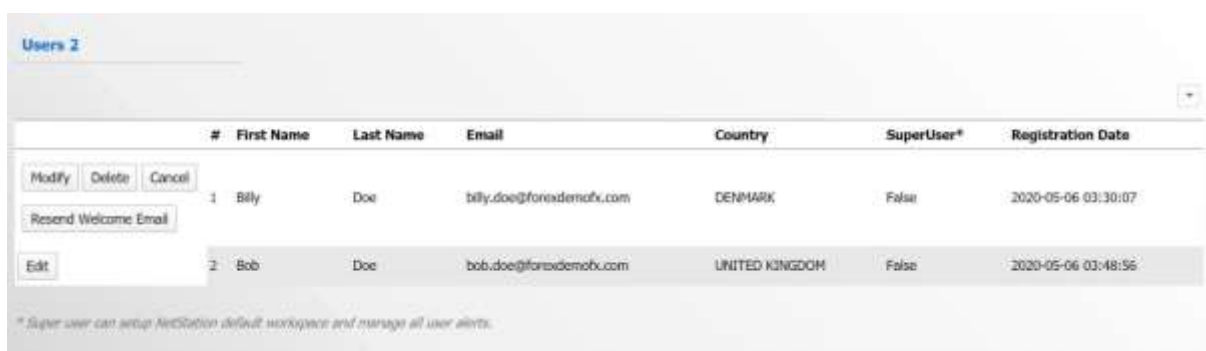 Users 2
# First Name Last Name Email Country SuperUser* Registration Date
Modify Delete Cancel
1 Billy Doe billy.doe@forexdemofx.com DENMARK False 2020-05-06 03:30:07
Resend Welcome Email
Edit 2 Bob Doe bob.doe@forexdemofx.com UNITED KINGDOM False 2020-05-06 03:48:56
* Super user can setup NetStation default workspace and manage all user alerts.